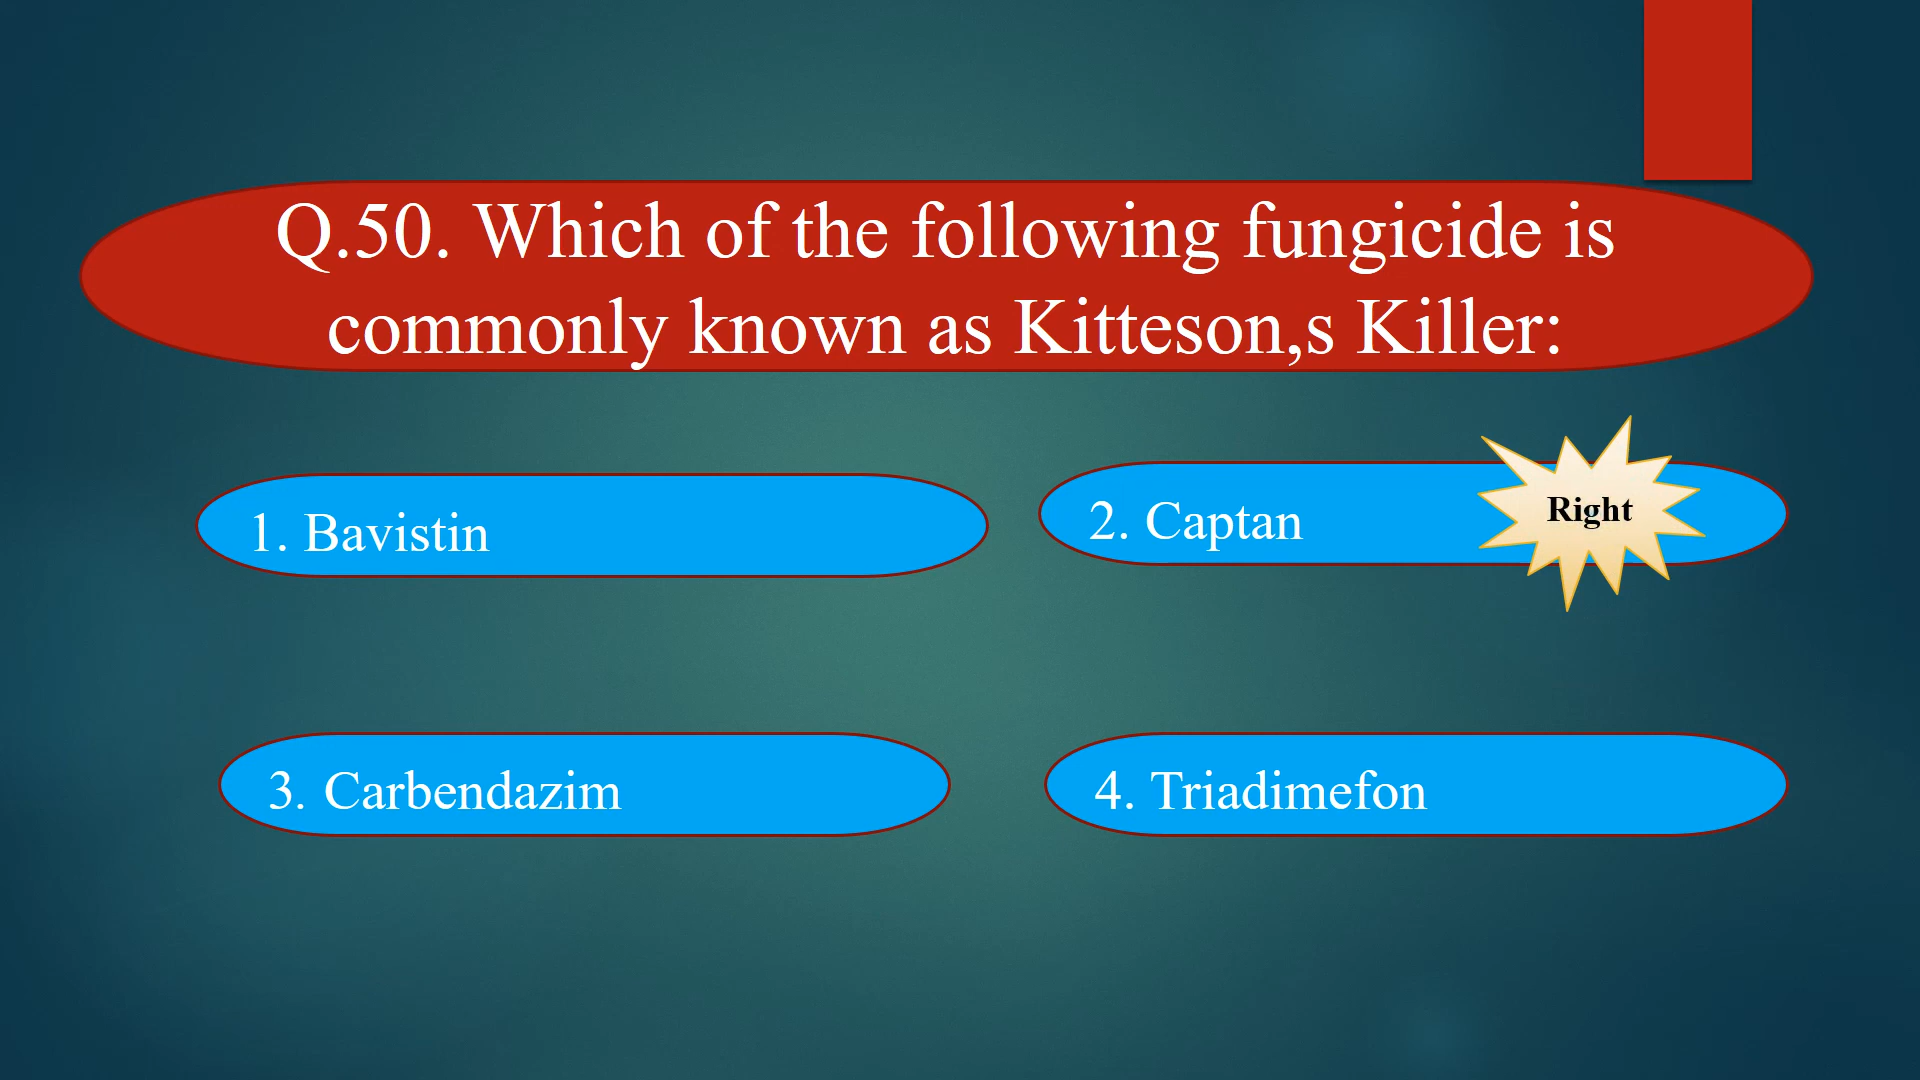 Q.50. Which of the following fungicide is
commonly known as Kitteson,s Killer:
1. Bavistin
2. Captan
Right
3. Carbendazim
4. Triadimefon